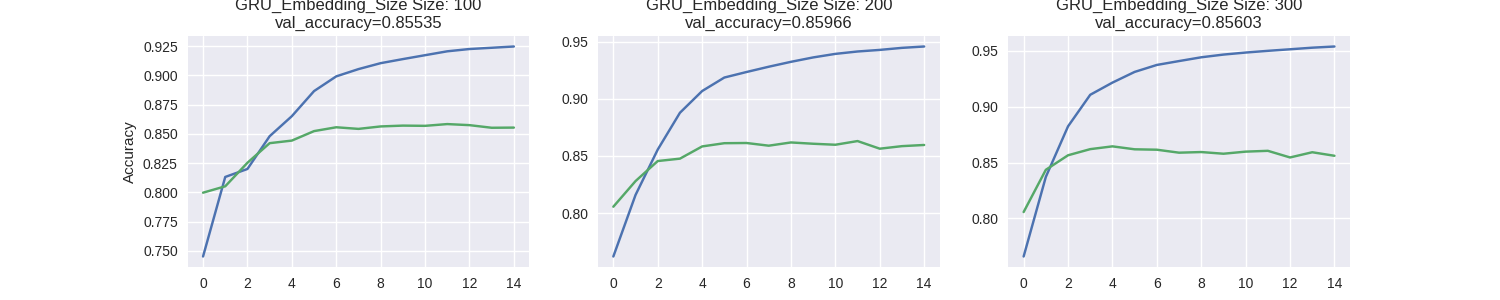 GRU_Embedding_Size Size: 100
val_accuracy=0.85535
0.925
0.900
0.875
0.850
0.825
0.800
0.775
0.750
Accuracy
0 2 4 6 8 10 12 14
GRU_Embedding_Size Size: 200
val_accuracy=0.85966
0.95
0.90
0.85
0.80
0 2 4 6 8 10 12 14
GRU_Embedding_Size Size: 300
val_accuracy=0.85603
0.95
0.90
0.85
0.80
0 2 4 6 8 10 12 14